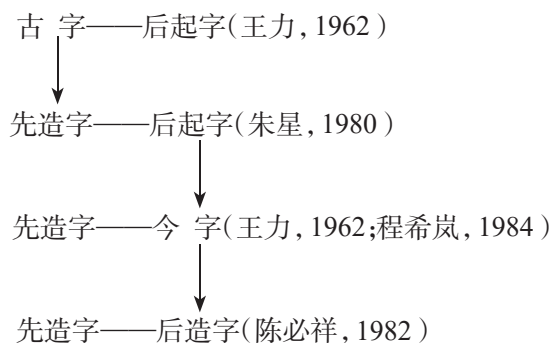 古 字——后起字(王力,1962)
先造字——后起字(朱星,1980)
先造字——今 字(王力,1962;程希岚,1984)
先造字——后造字(陈必祥,1982)